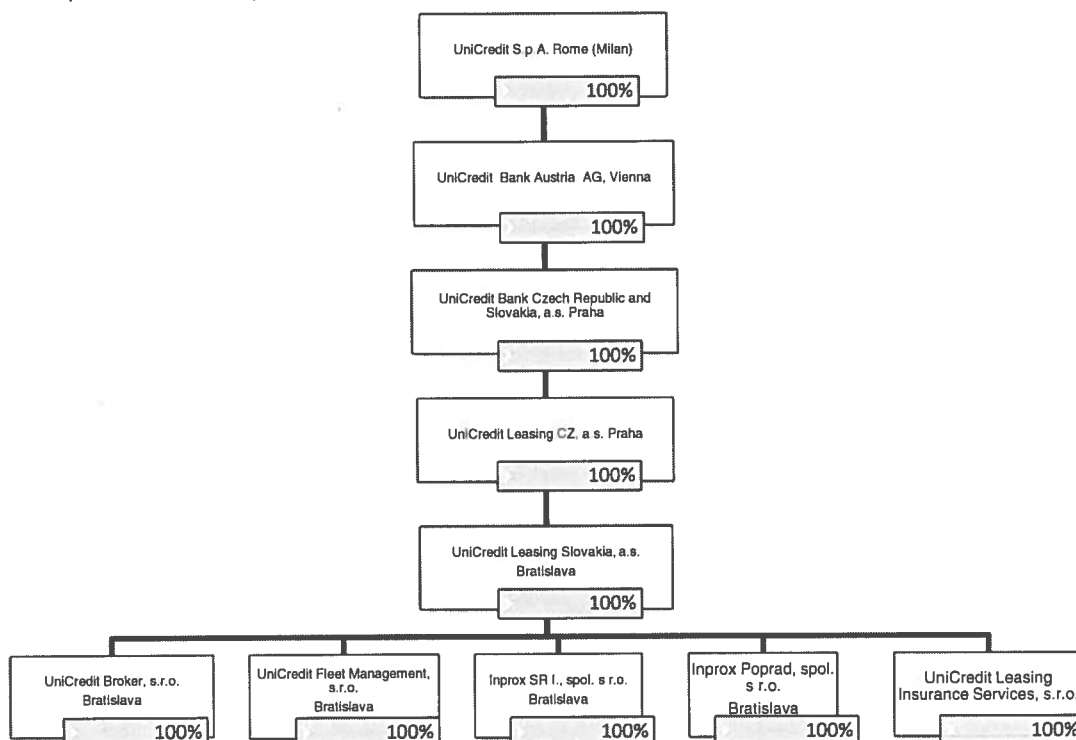 UniCredit S.p.A. Rome (Milan)
100%
UniCredit Bank Austria AG, Vienna
100%
UniCredit Bank Czech Republic and
Slovakia, a.s. Praha
100%
UniCredit Leasing CZ, a s. Praha
100%
UniCredit Leasing Slovakia, a.s.
Bratislava
100%
UniCredit Broker, s.r.o.
Bratislava
100%
UniCredit Fleet Management,
s.r.o.
Bratislava
100%
Inprox SR I., spol. s r.o.
Bratislava
100%
Inprox Poprad, spol.
s r.o.
Bratislava
100%
UniCredit Leasing
Insurance Services, s.r.o.
100%